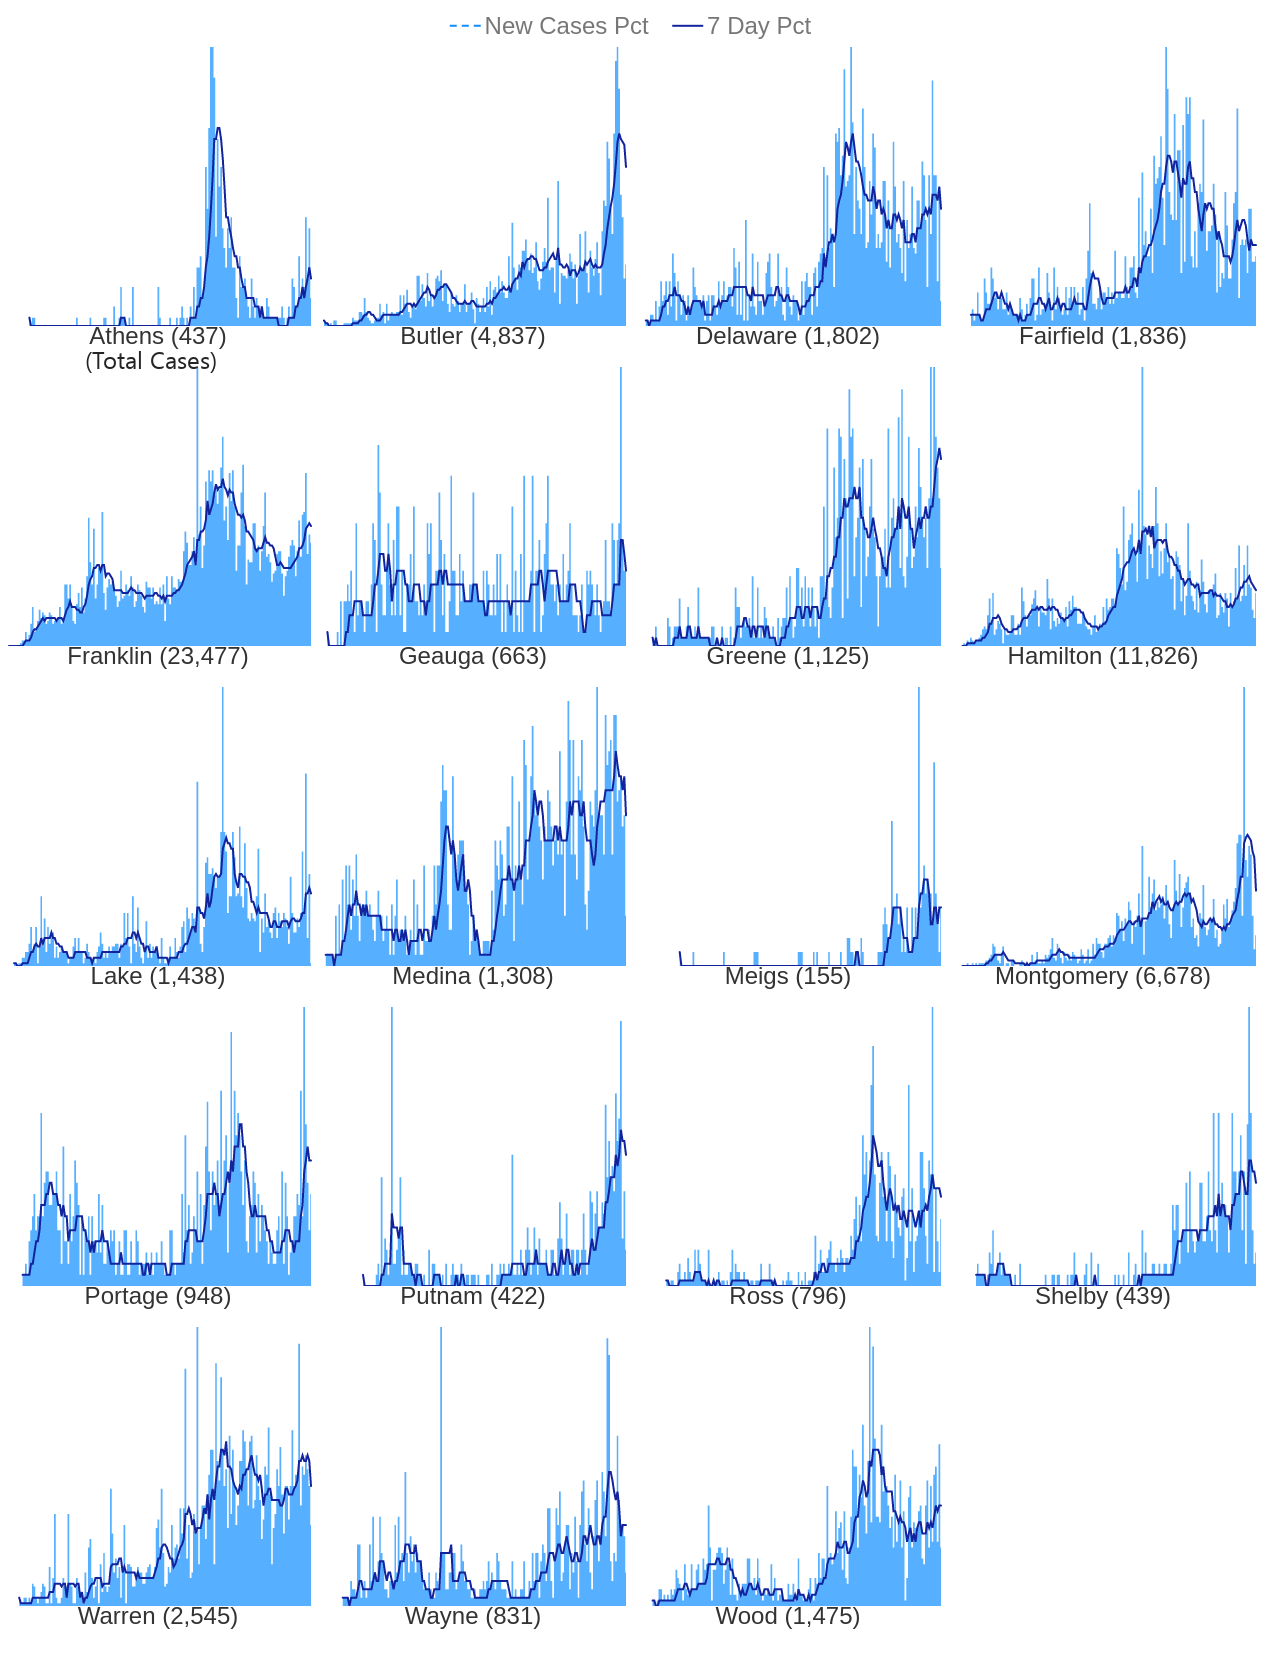 New Cases Pct 7 Day Pct
Athens (437) Butler (4,837) Delaware (1,802) Fairfield (1,836)
(Total Cases)
Franklin (23,477) Geauga (663) Greene (1,125) Hamilton (11,826)
Lake (1,438) Medina (1,308) Meigs (155) Montgomery (6,678)
Portage (948) Putnam (422) Ross (796) Shelby (439)
Warren (2,545) Wayne (831) Wood (1,475)